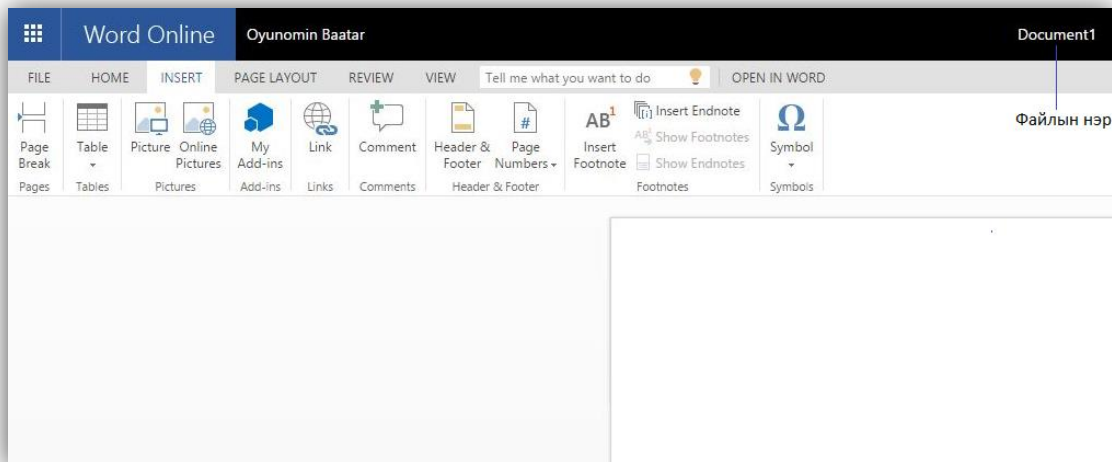 Word Online Oyunomin Baatar Document1
FILE HOME INSERT PAGE LAYOUT REVIEW VIEW Tell me what you want to do OPEN IN WORD
Файлын нэр
Page Break
Table
Picture
Online Pictures
My Add-ins
Link
Comment
Header & Footer
# Page Numbers
AB1 Insert Footnote
Insert Endnote
AB Show Footnotes
Show Endnotes
Ω Symbol
Pages Tables Pictures Add-ins Links Comments Header & Footer Footnotes Symbols